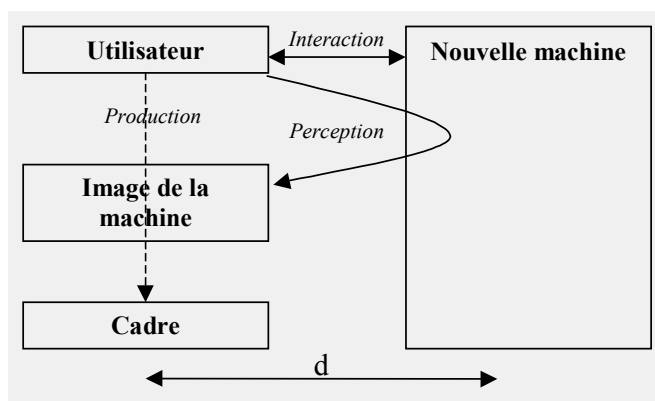 Utilisateur
Interaction
Nouvelle machine
Production
Perception
Image de la
machine
Cadre
d